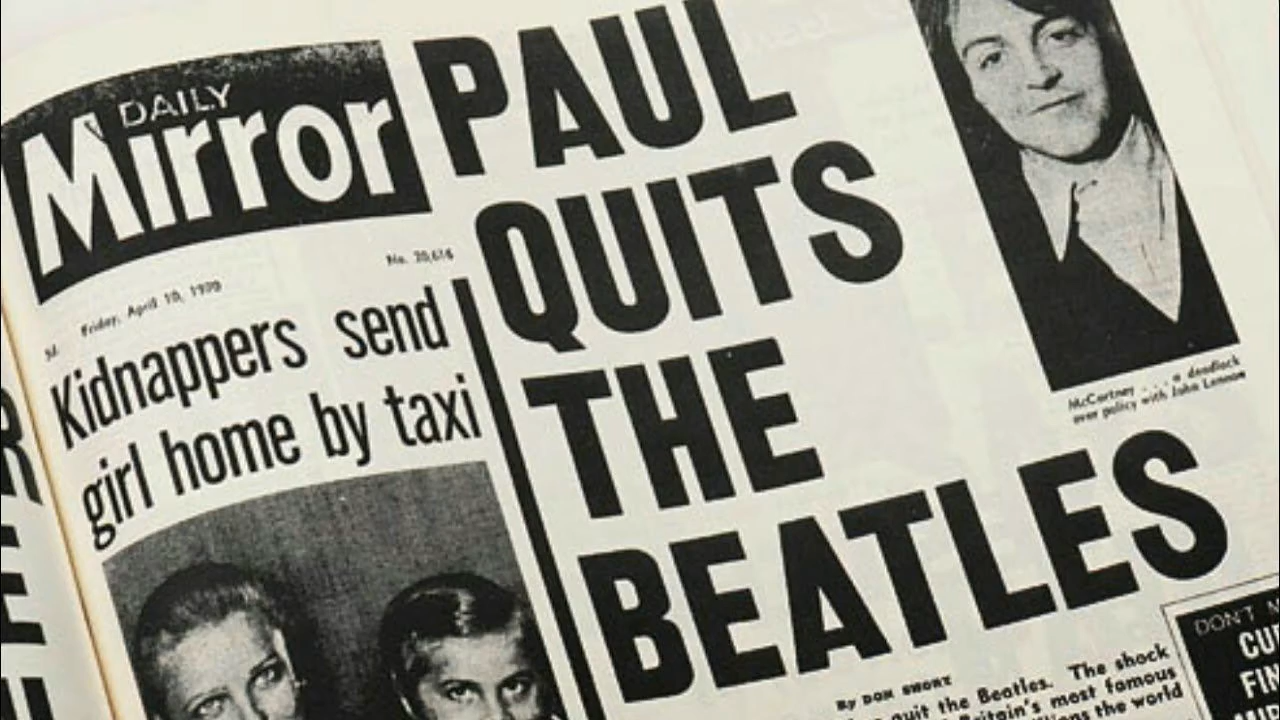 DAILY
Mirror
No. 20,616
Friday, April 10, 1970
Kidnappers send
girl home by taxi
PAUL
QUITS
THE
BEATLES
McCartney . . . a deadlock
over policy with John Lennon
By DON SHORT
quit the Beatles. The shock
Britain's most famous
the world
DON'T